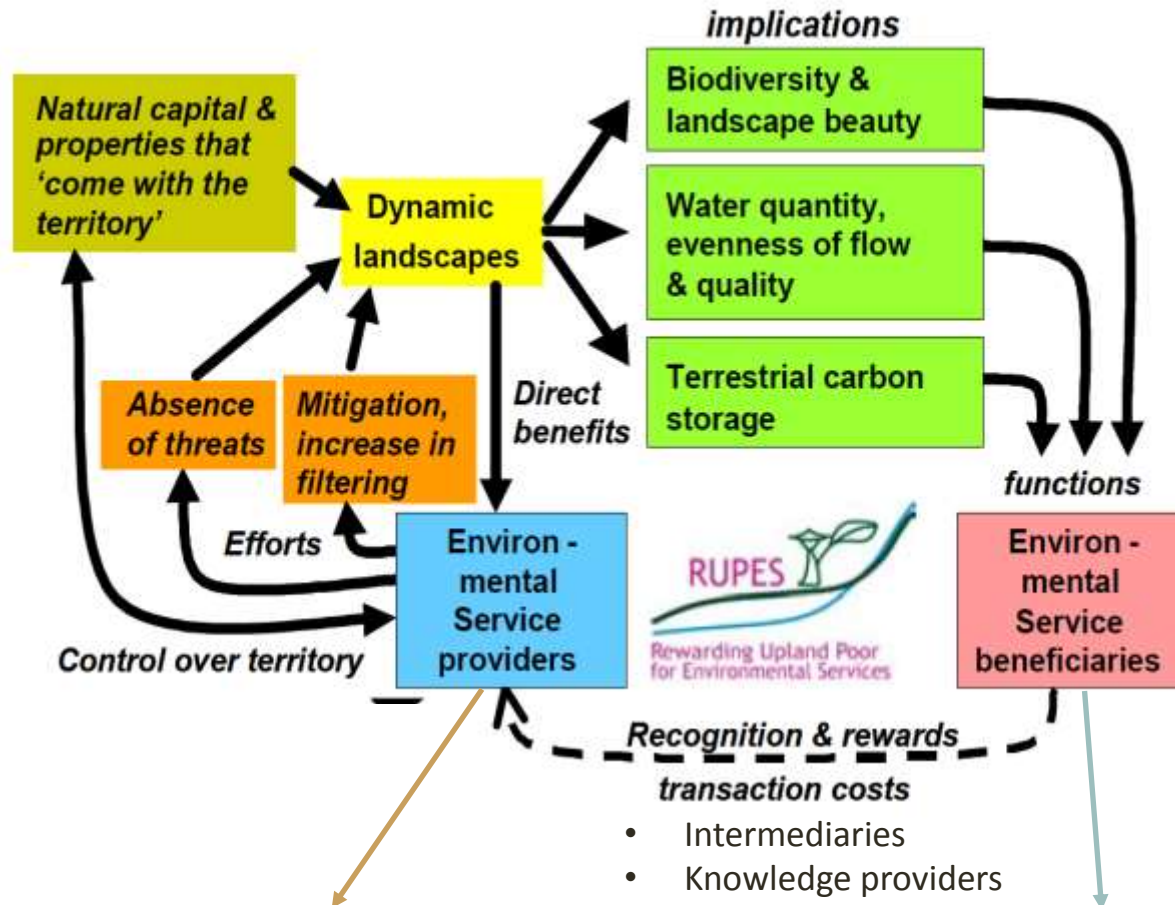 implications
Natural capital &
properties that
‘come with the
territory’
Dynamic
landscapes
Biodiversity &
landscape beauty
Water quantity,
evenness of flow
& quality
Terrestrial carbon
storage
Absence
of threats
Mitigation,
increase in
filtering
Direct
benefits
functions
Efforts
Control over territory
Environ -
mental
Service
providers
RUPES
Rewarding Upland Poor
for Environmental Services
Environ -
mental
Service
beneficiaries
Recognition & rewards
transaction costs
• Intermediaries
• Knowledge providers